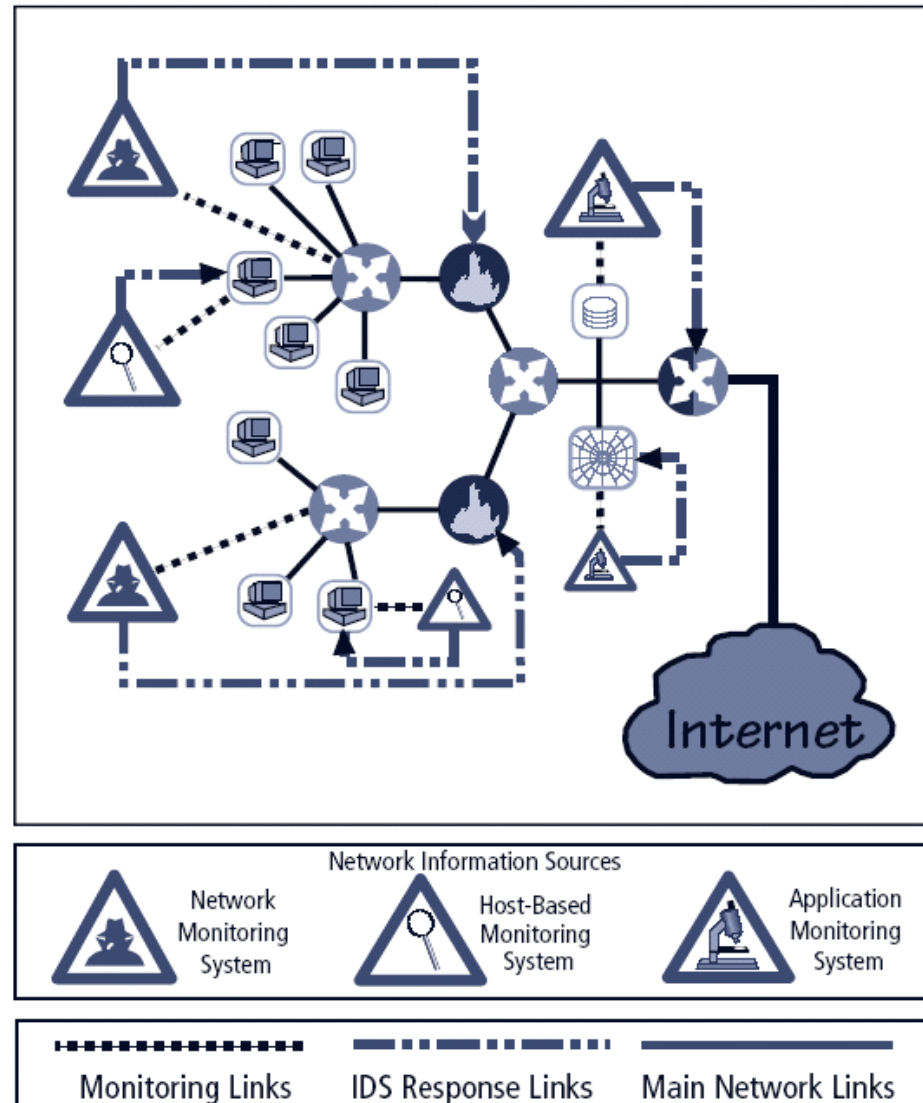 Internet
Network Information Sources
Network
Monitoring
System
Host-Based
Monitoring
System
Application
Monitoring
System
Monitoring Links
IDS Response Links
Main Network Links